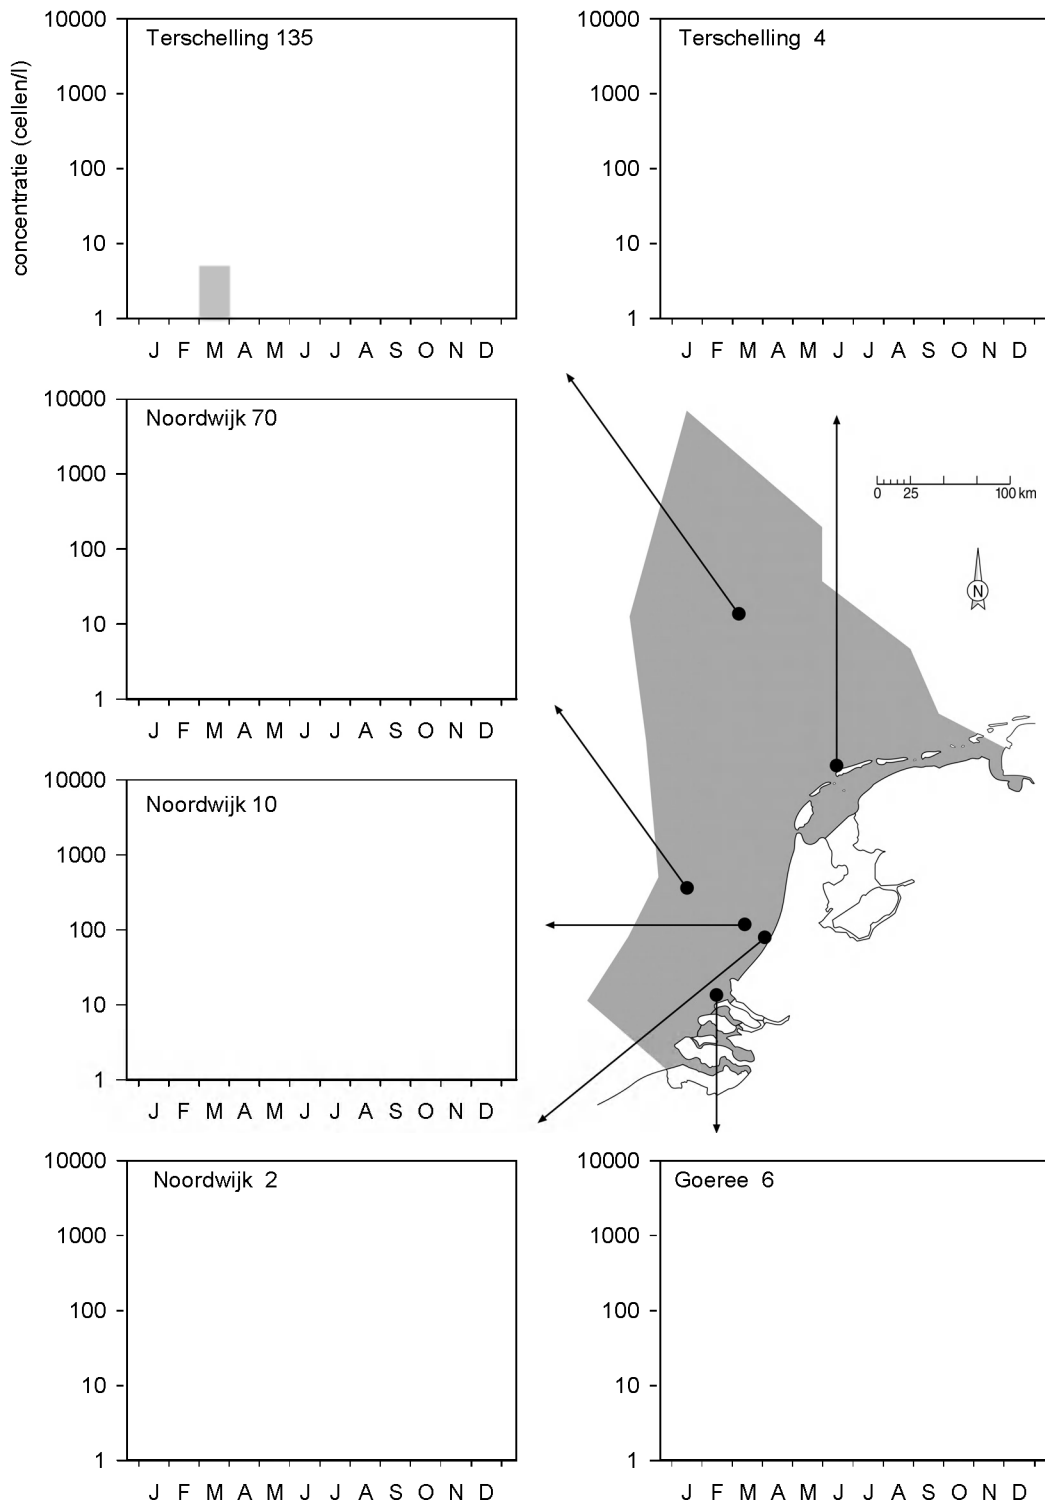 concentratie (cellen/l)
Terschelling 135
10000
1000
100
10
1
J F M A M J J A S O N D
Terschelling 4
10000
1000
100
10
1
J F M A M J J A S O N D
Noordwijk 70
10000
1000
100
10
1
J F M A M J J A S O N D
0 25 100 km
N
Noordwijk 10
10000
1000
100
10
1
J F M A M J J A S O N D
Noordwijk 2
10000
1000
100
10
1
J F M A M J J A S O N D
Goeree 6
10000
1000
100
10
1
J F M A M J J A S O N D